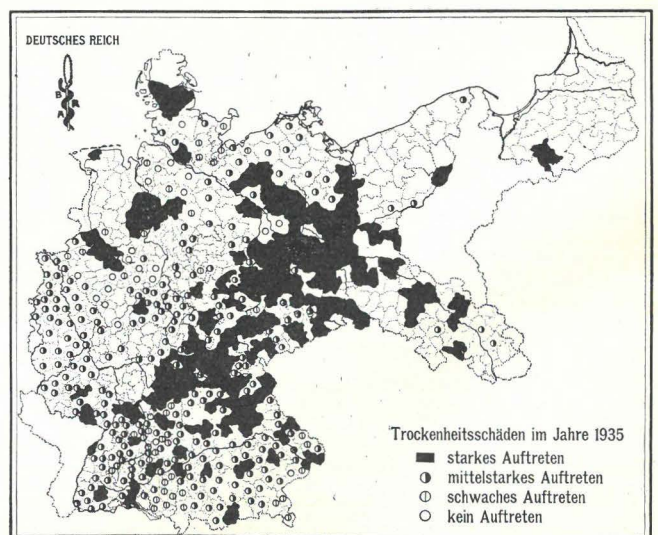 DEUTSCHES REICH
B
R
A
Trockenheitsschäden im Jahre 1935
starkes Auftreten
mittelstarkes Auftreten
schwaches Auftreten
kein Auftreten